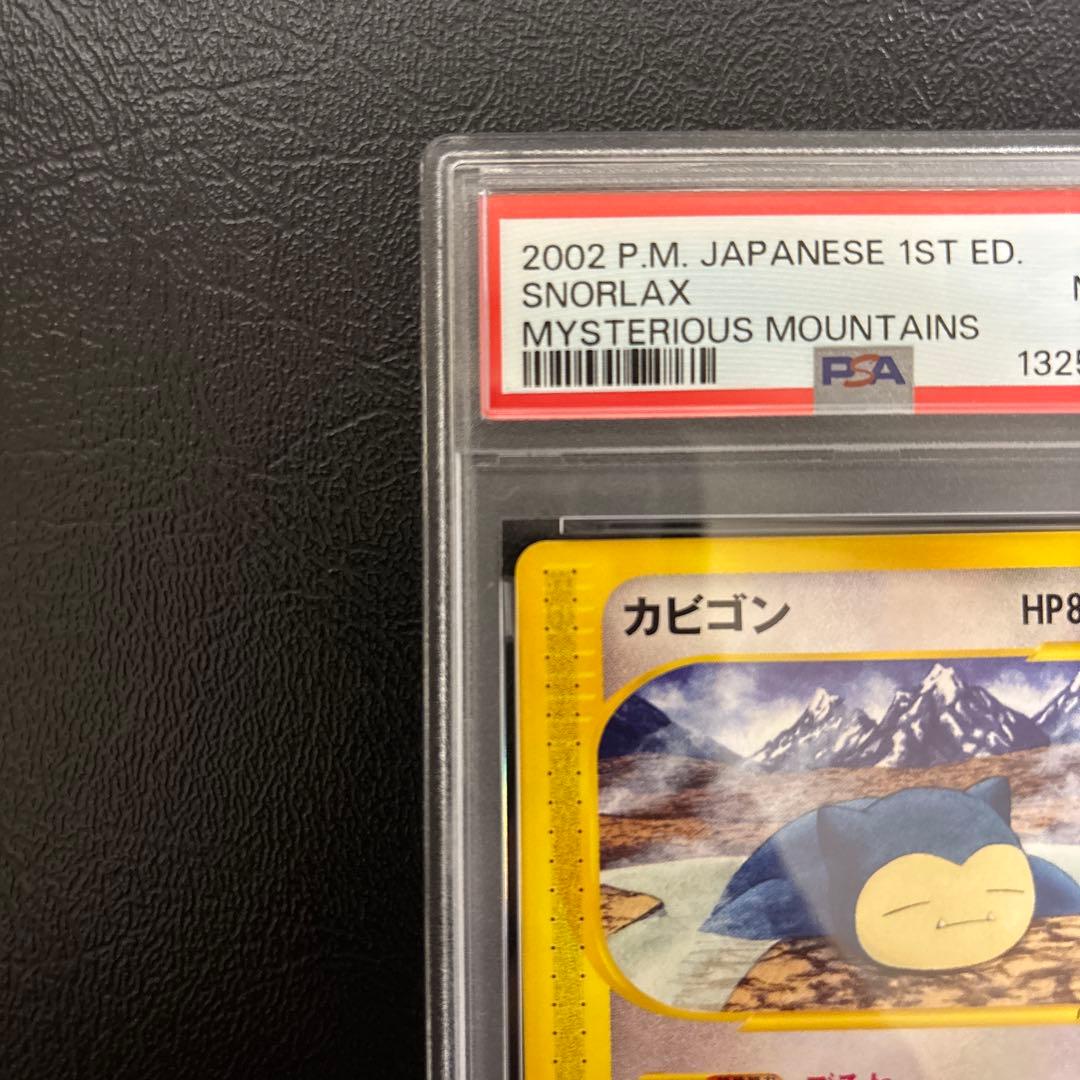 2002 P.M. JAPANESE 1ST ED.
SNORLAX
MYSTERIOUS MOUNTAINS
PSA
1325
カビゴン HP8